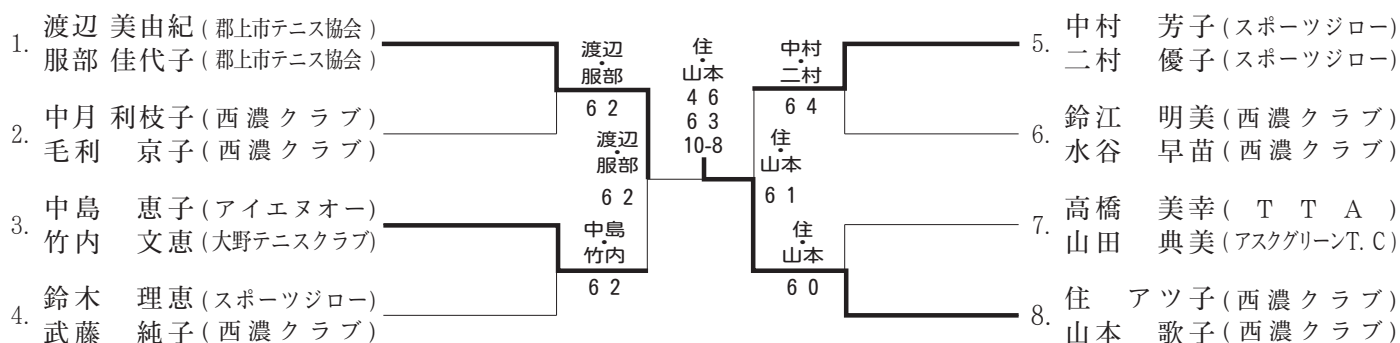 1. 渡辺 美由紀 (郡上市テニス協会)
服部 佳代子 (郡上市テニス協会)
2. 中月 利枝子 (西濃クラブ)
毛利 京子 (西濃クラブ)
3. 中島 恵子 (アイエヌオー)
竹内 文恵 (大野テニスクラブ)
4. 鈴木 理恵 (スポーツジロー)
武藤 純子 (西濃クラブ)
渡辺・服部
6 2
渡辺・服部
6 2
中島・竹内
6 2
住・山本
4 6
6 3
10-8
中村・二村
6 4
住・山本
6 1
住・山本
6 0
5. 中村 芳子 (スポーツジロー)
二村 優子 (スポーツジロー)
6. 鈴江 明美 (西濃クラブ)
水谷 早苗 (西濃クラブ)
7. 高橋 美幸 (TTA)
山田 典美 (アスクグリーンT.C)
8. 住 アツ子 (西濃クラブ)
山本 歌子 (西濃クラブ)